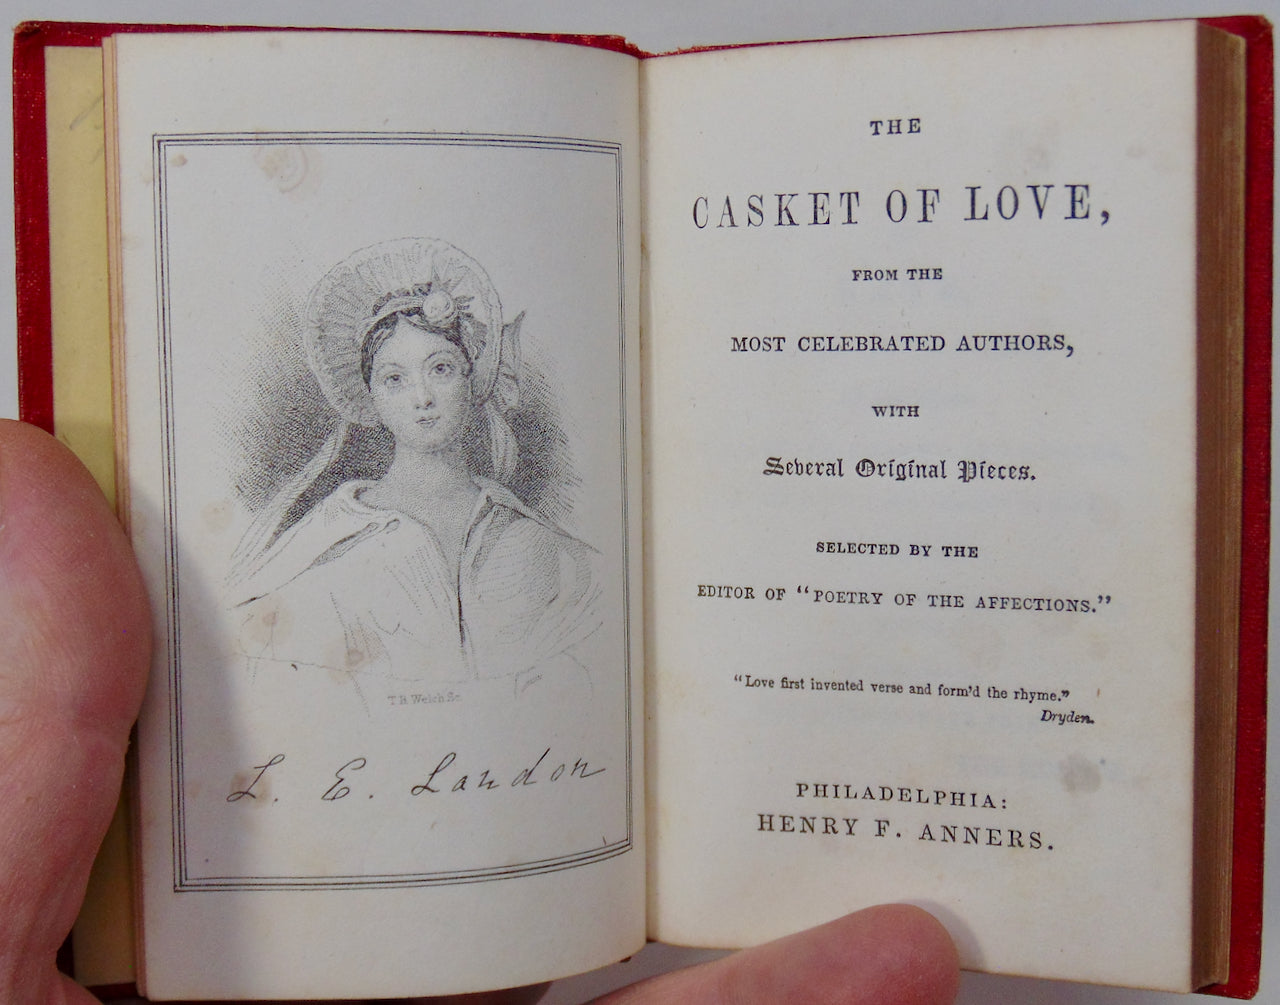 T B Welch Sc.
L. E. Landon
THE
CASKET OF LOVE,
FROM THE
MOST CELEBRATED AUTHORS,
WITH
Several Original Pieces.
SELECTED BY THE
EDITOR OF “POETRY OF THE AFFECTIONS.”
“Love first invented verse and form'd the rhyme.”
Dryden.
PHILADELPHIA:
HENRY F. ANNERS.